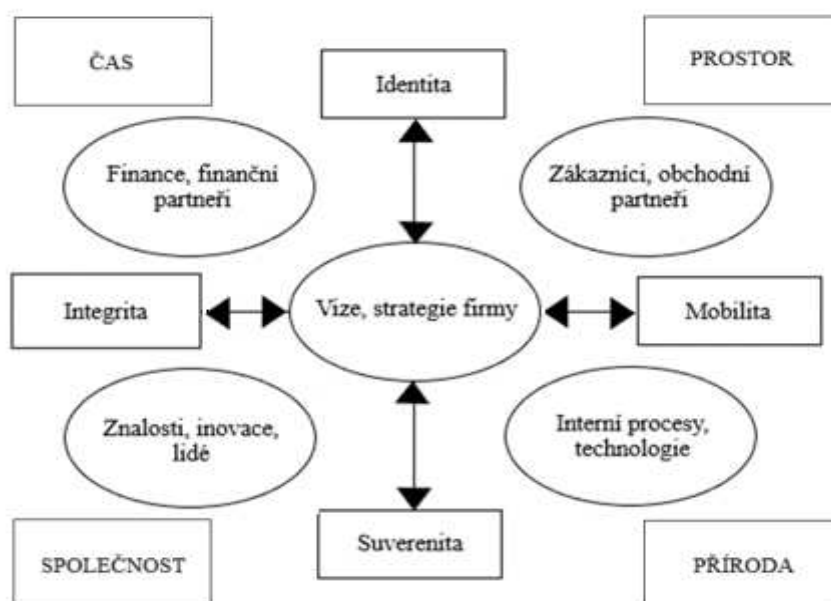 ČAS
Identita
PROSTOR
Finance, finanční
partneři
Zákazníci, obchodní
partneři
Integrita
Vize, strategie firmy
Mobilita
Znalosti, inovace,
lidé
Interní procesy,
technologie
SPOLEČNOST
Suverenita
PŘÍRODA